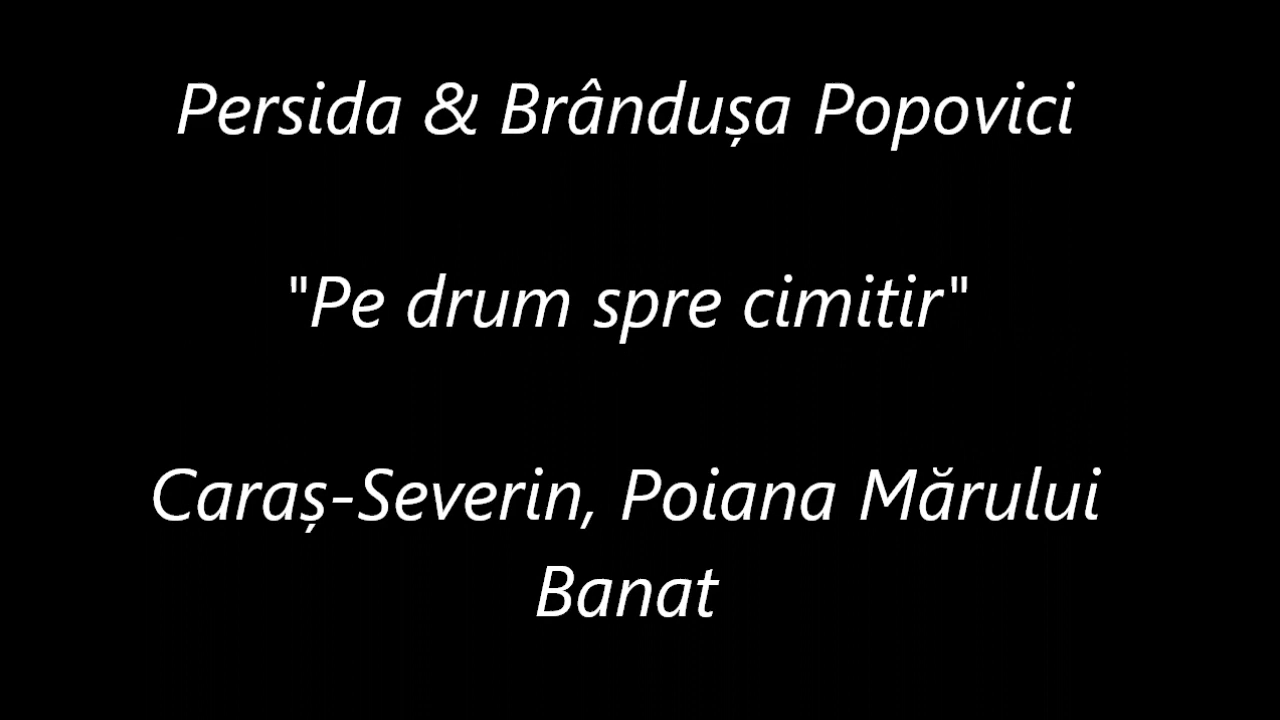 Persida & Brândușa Popovici
"Pe drum spre cimitir"
Caraș-Severin, Poiana Mărului
Banat